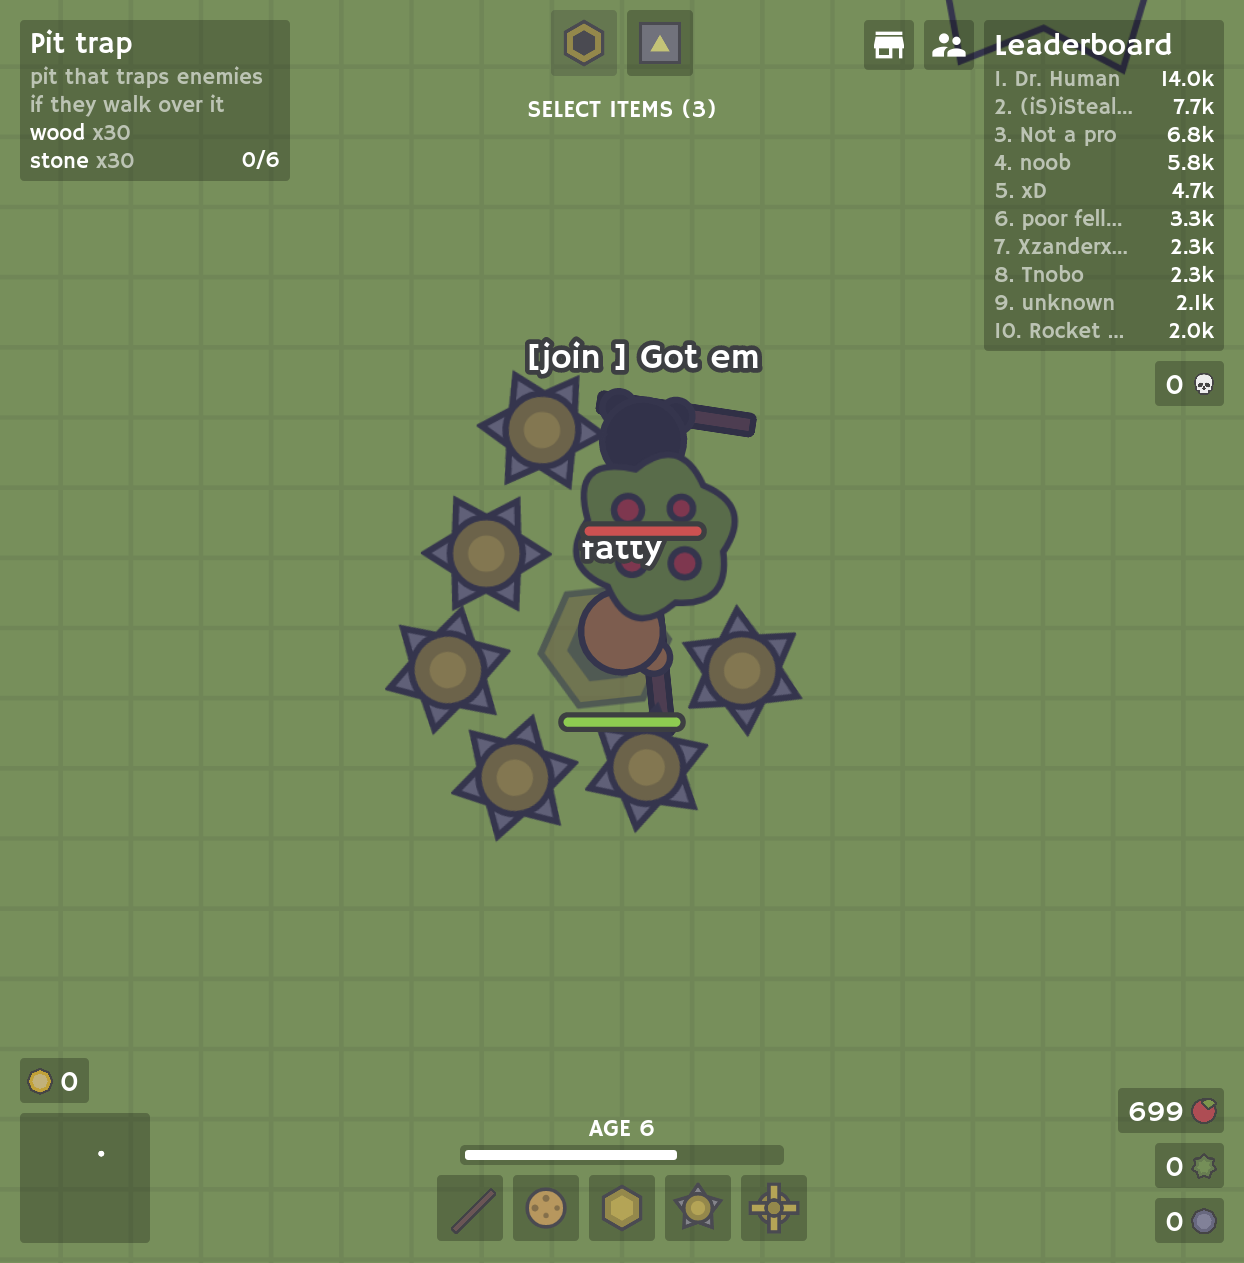 Pit trap
pit that traps enemies
if they walk over it
wood x30
stone x30 0/6
SELECT ITEMS (3)
Leaderboard
1. Dr. Human 14.0k
2. (iS)iSteal... 7.7k
3. Not a pro 6.8k
4. noob 5.8k
5. xD 4.7k
6. poor fell... 3.3k
7. Xzanderx... 2.3k
8. Tnobo 2.3k
9. unknown 2.1k
10. Rocket ... 2.0k
0
[join ] Got em
fatty
0
AGE 6
699
0
0